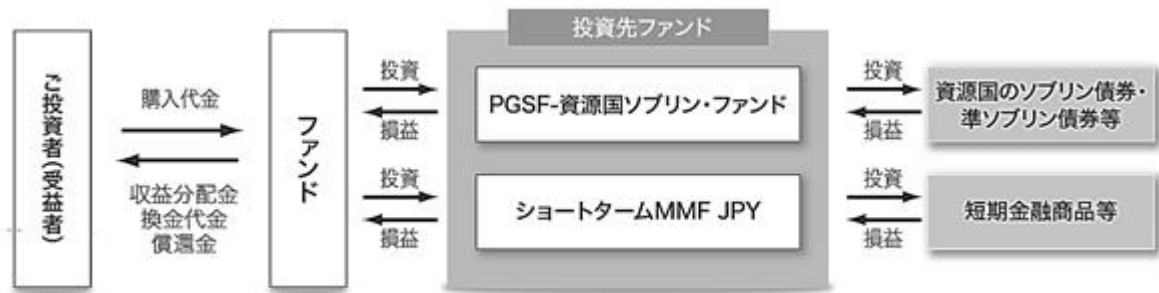 投資者(受益者)
購入代金
収益分配金
換金代金
償還金
ファンド
投資
損益
投資
損益
投資先ファンド
PGSF-資源国ソブリン・ファンド
ショートタームMMF JPY
投資
損益
投資
損益
資源国のソブリン債券・
準ソブリン債券等
短期金融商品等